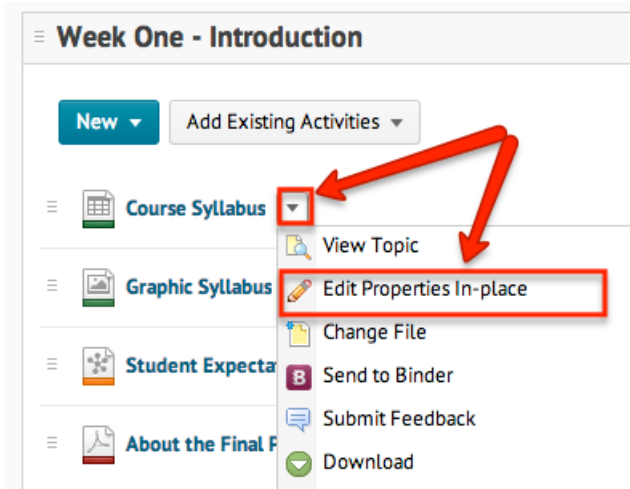 Week One - Introduction
New
Add Existing Activities
Course Syllabus
View Topic
Graphic Syllabus
Edit Properties In-place
Change File
Student
Send to Binder
Submit Feedback
About the Final
Download